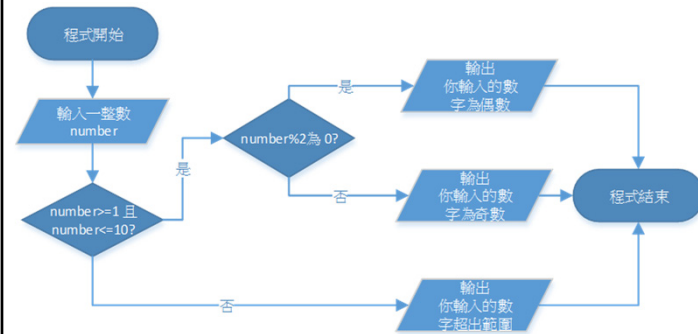 程式開始
輸入一整數
number
number>=1 且
number<=10?
是
number%2為 0?
是
輸出
你輸入的數
字為偶數
否
輸出
你輸入的數
字為奇數
否
輸出
你輸入的數
字超出範圍
程式結束